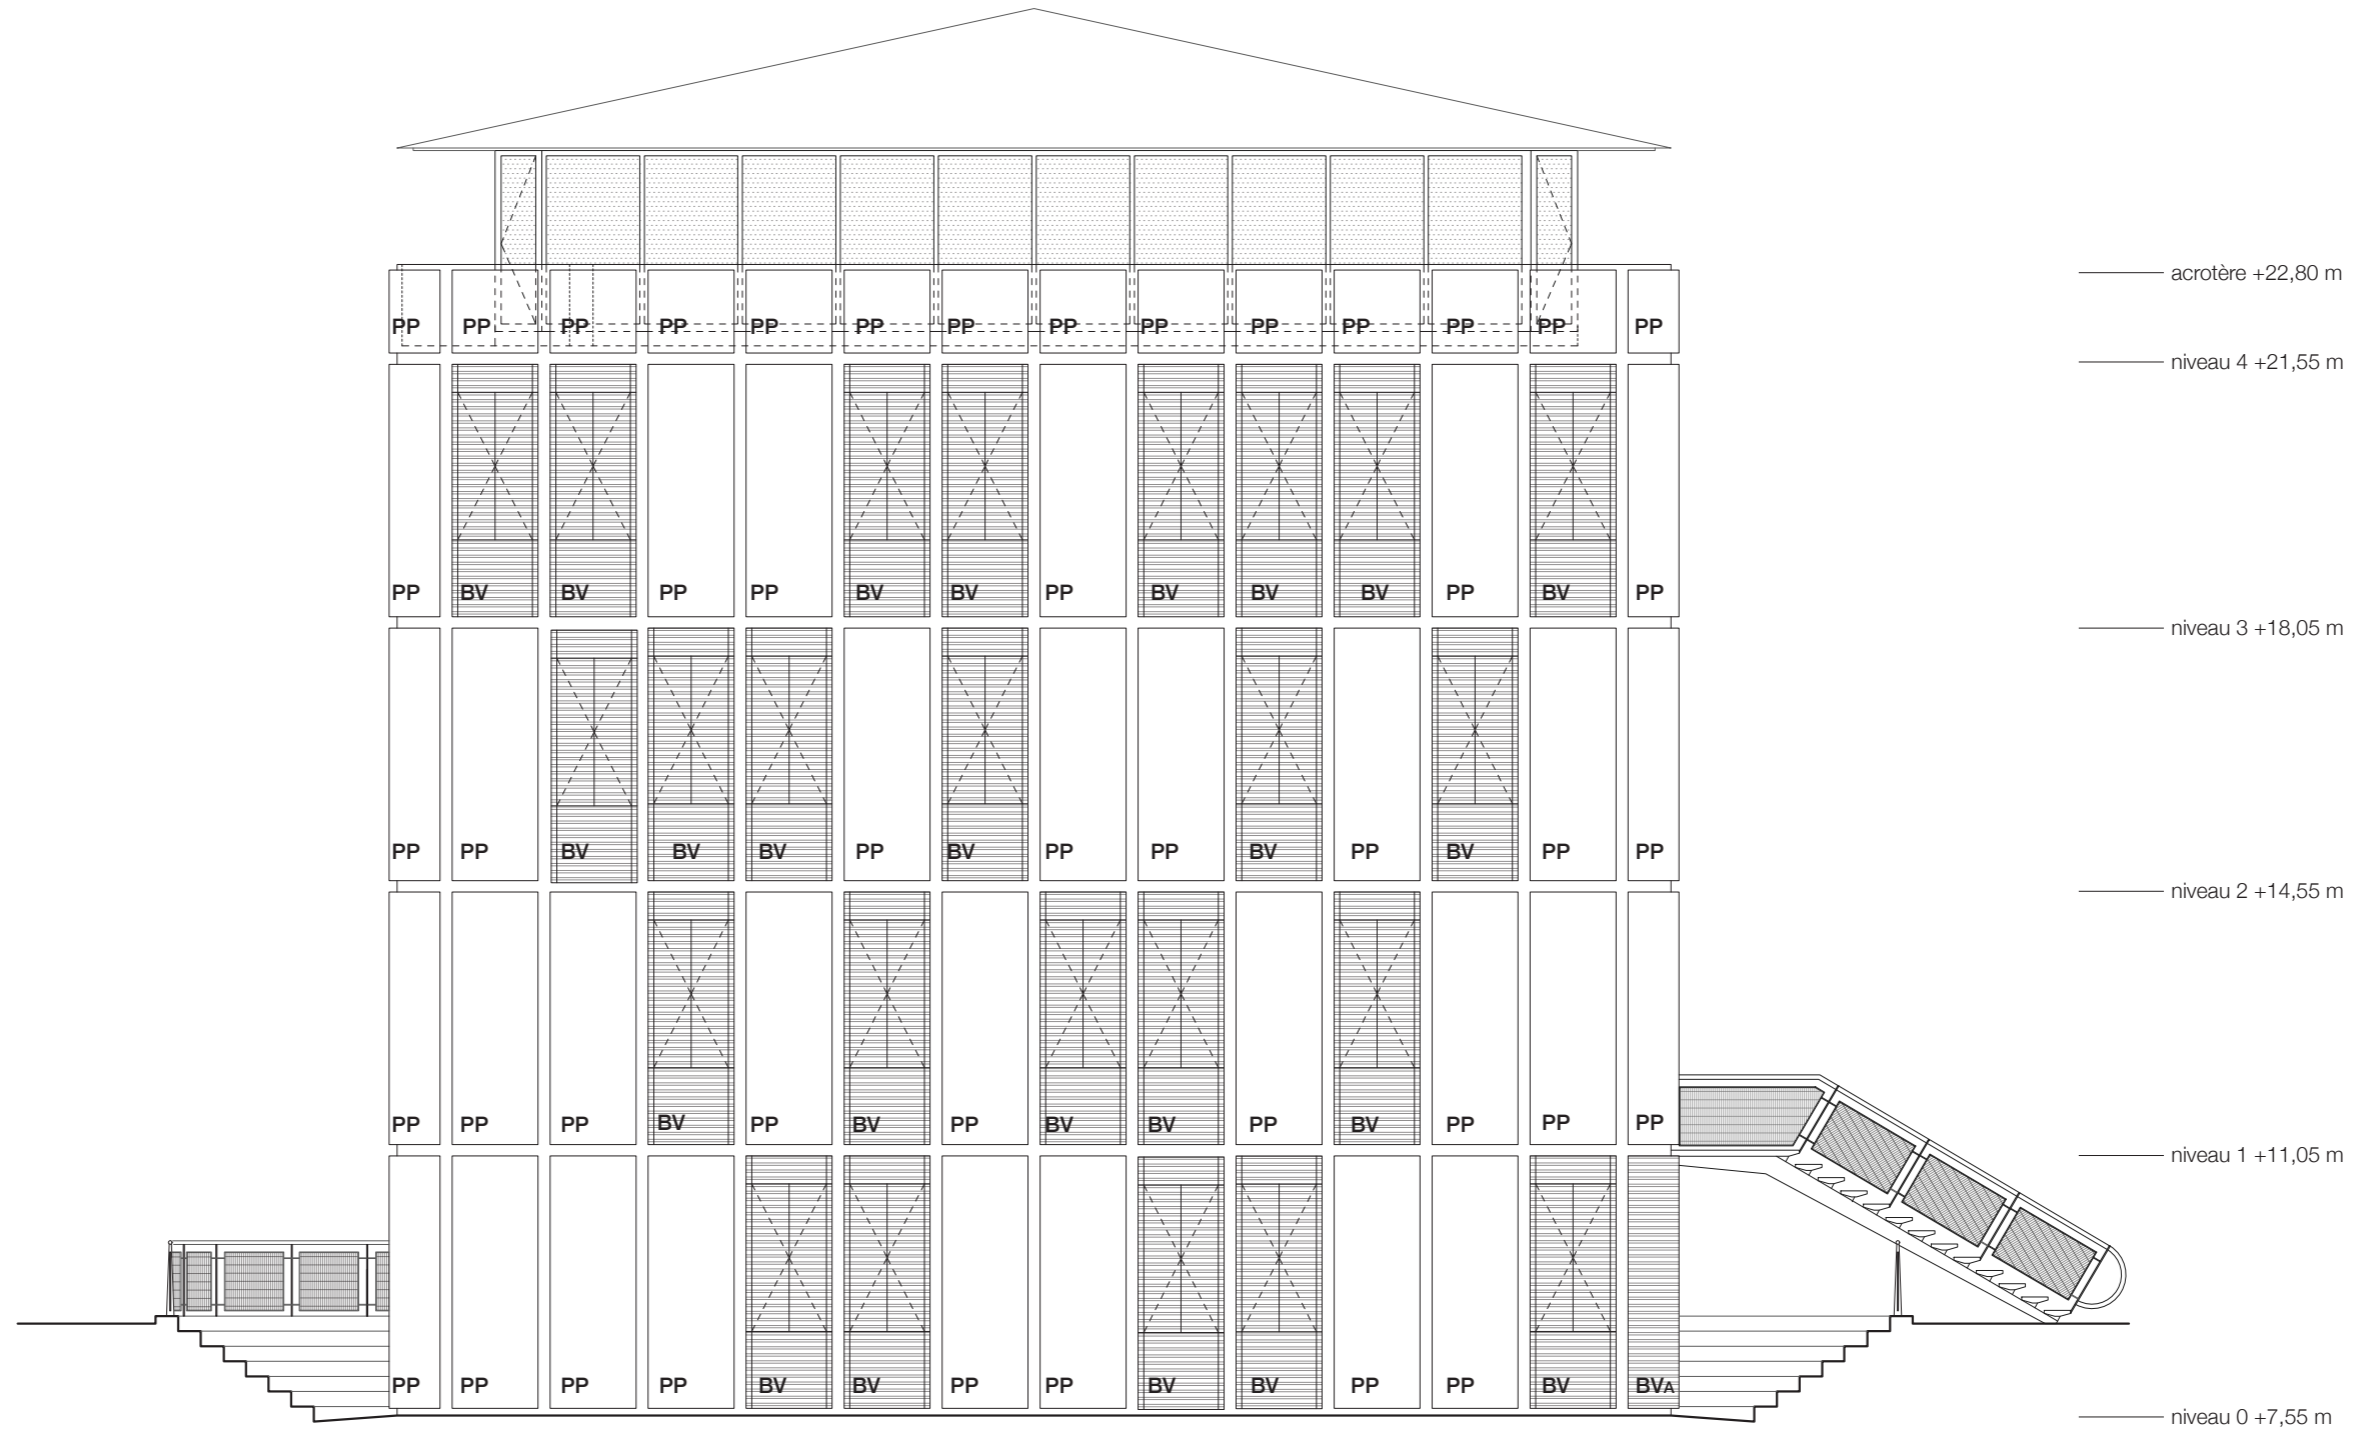 acrotère +22,80 m
PP PP PP PP PP PP PP PP PP PP PP PP PP PP
niveau 4 +21,55 m
PP BV BV PP PP BV BV PP BV BV BV PP BV PP
niveau 3 +18,05 m
PP PP BV BV BV PP BV PP PP BV PP BV PP PP
niveau 2 +14,55 m
PP PP PP BV PP BV PP BV BV PP BV PP PP PP
niveau 1 +11,05 m
PP PP PP PP BV BV PP PP BV BV PP PP BV BVA
niveau 0 +7,55 m